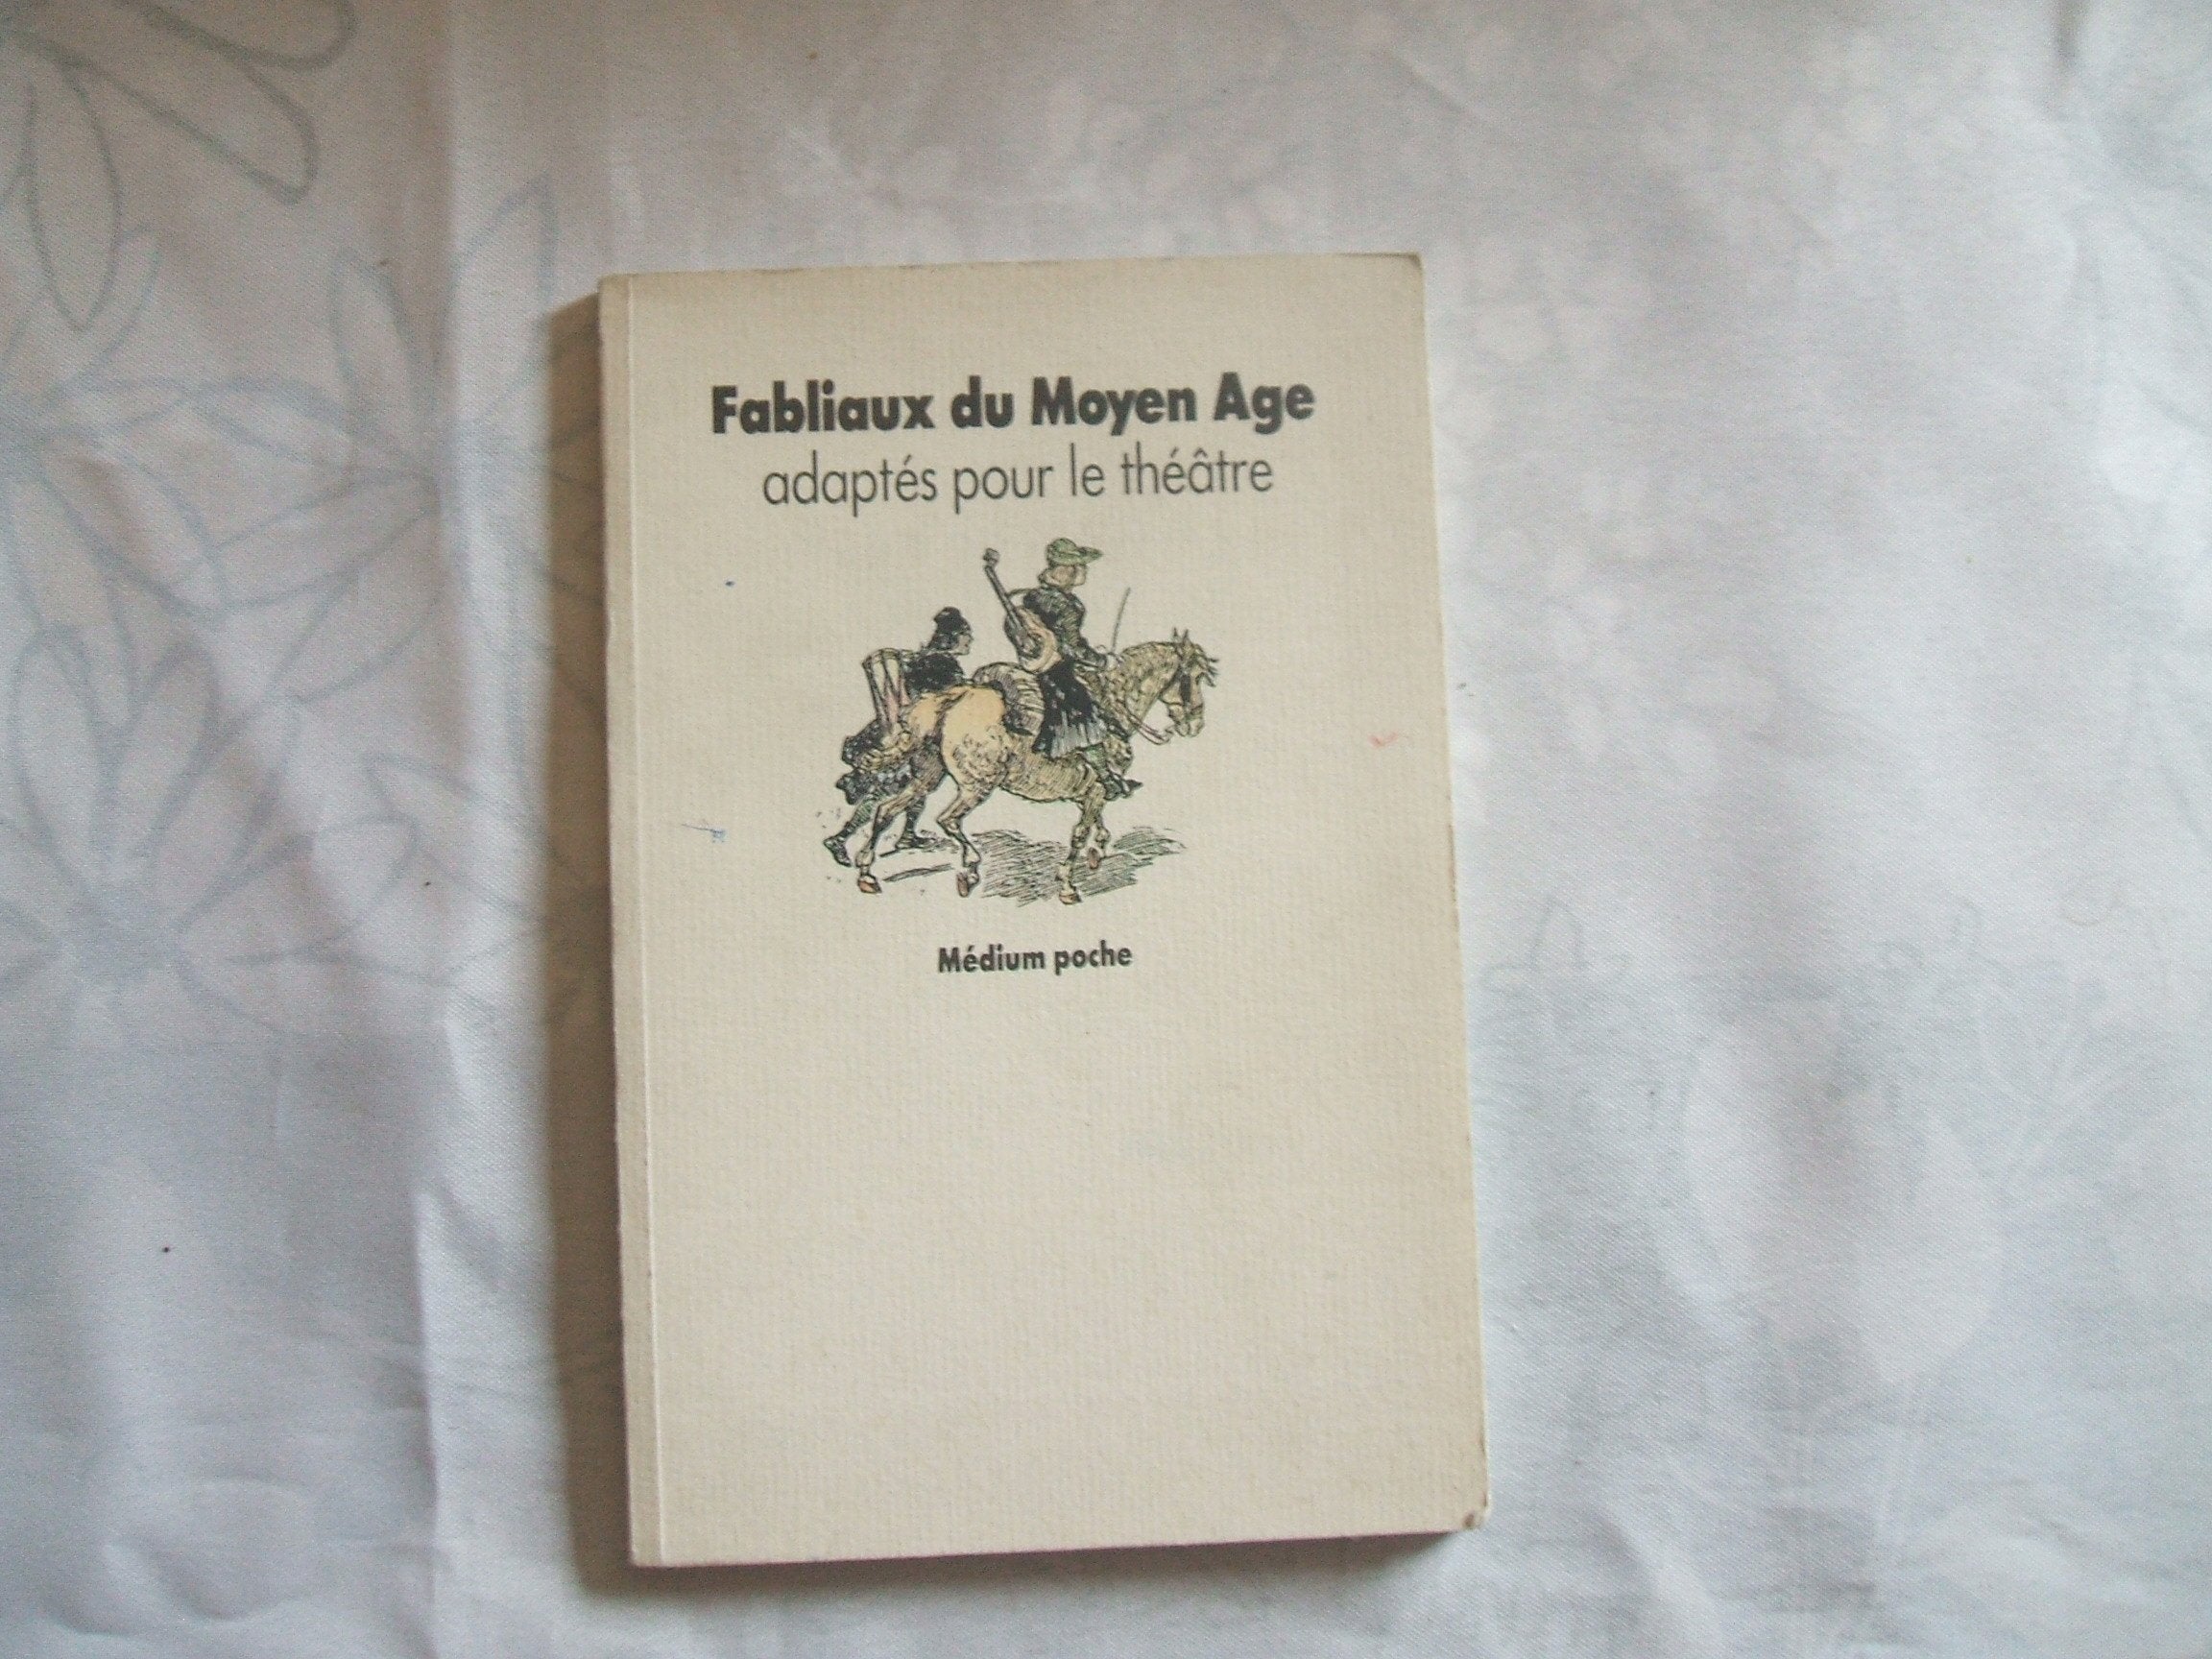 Fabliaux du Moyen Age
adaptés pour le théâtre
Médium poche